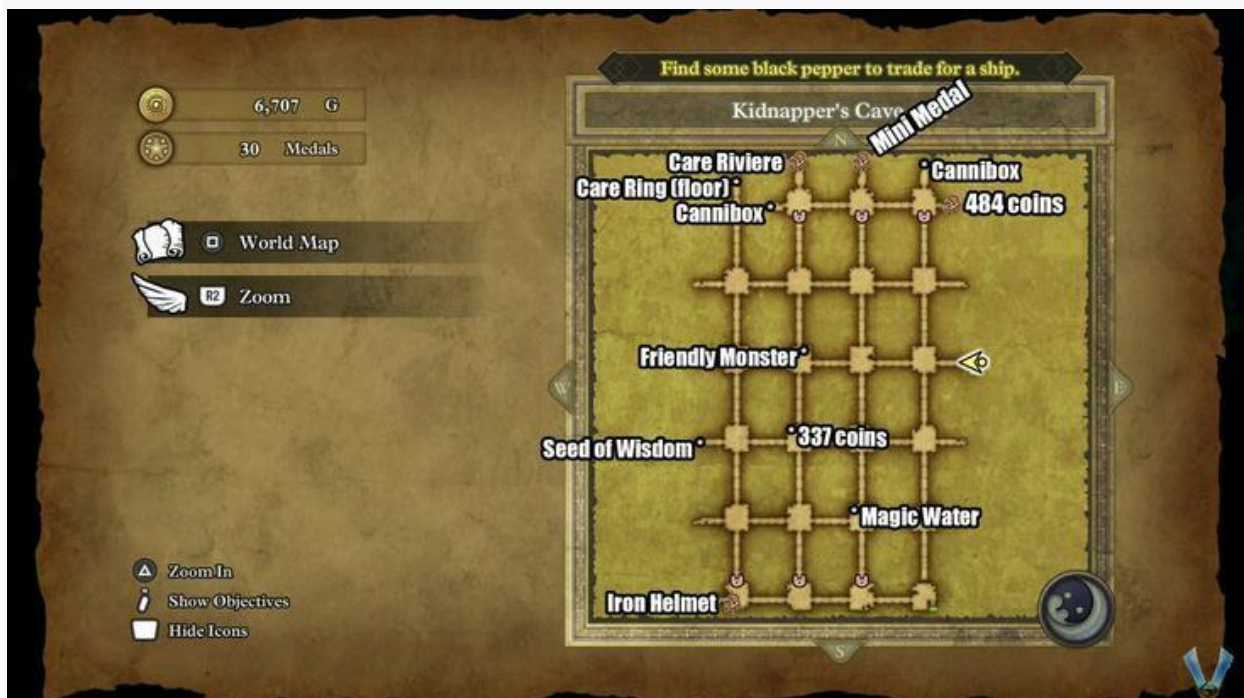 Find some black pepper to trade for a ship.
6,707 G
30 Medals
Kidnapper's Cave
N
Mini Medal
Care Riviere
Cannibox
Care Ring (floor)
Cannibox
484 coins
World Map
R2 Zoom
Friendly Monster
W
E
Seed of Wisdom
337 coins
Magic Water
Zoom In
Show Objectives
Hide Icons
Iron Helmet
S